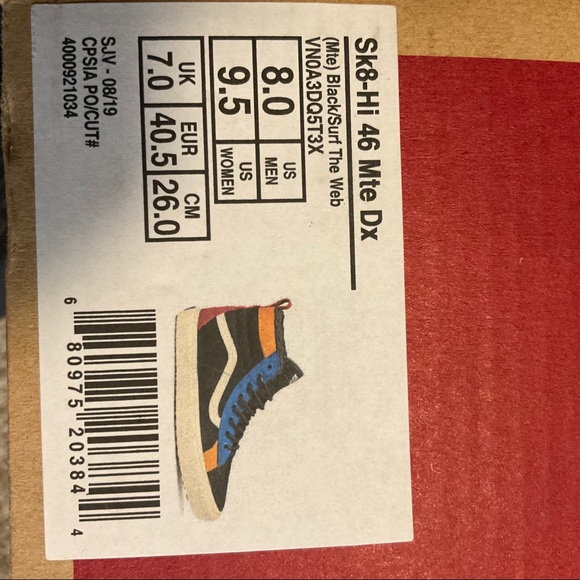 Sk8-Hi 46 Mte Dx
(Mte) Black/Surf The Web
VN0A3DQ5T3X
8.0 US MEN
9.5 US WOMEN
UK EUR CM
7.0 40.5 26.0
SJV - 08/19
CPSIA PO/CUT#
4000921034
6 80975 20384 4